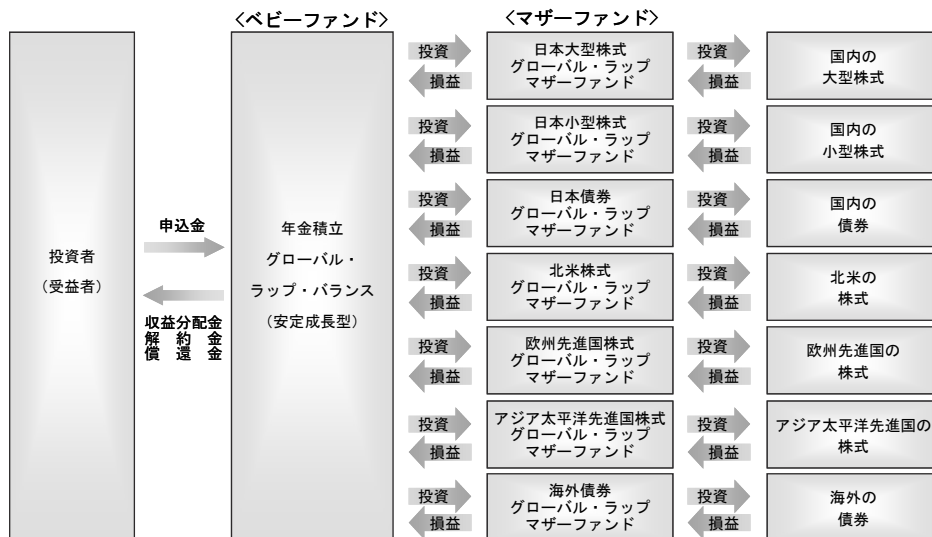 <ベビーファンド>
<マザーファンド>
投資者
(受益者)
申込金
収益分配金
解約金
償還金
年金積立
グローバル・
ラップ・バランス
(安定成長型)
投資
損益
日本大型株式
グローバル・ラップ
マザーファンド
投資
損益
国内の
大型株式
投資
損益
日本小型株式
グローバル・ラップ
マザーファンド
投資
損益
国内の
小型株式
投資
損益
日本債券
グローバル・ラップ
マザーファンド
投資
損益
国内の
債券
投資
損益
北米株式
グローバル・ラップ
マザーファンド
投資
損益
北米の
株式
投資
損益
欧州先進国株式
グローバル・ラップ
マザーファンド
投資
損益
欧州先進国の
株式
投資
損益
アジア太平洋先進国株式
グローバル・ラップ
マザーファンド
投資
損益
アジア太平洋先進国の
株式
投資
損益
海外債券
グローバル・ラップ
マザーファンド
投資
損益
海外の
債券